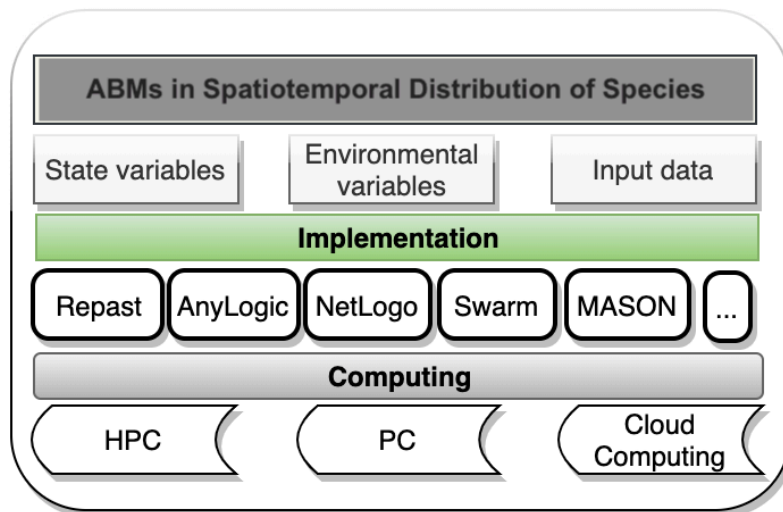 ABMs in Spatiotemporal Distribution of Species
State variables
Environmental
variables
Input data
Implementation
Repast
AnyLogic
NetLogo
Swarm
MASON
...
Computing
HPC
PC
Cloud
Computing